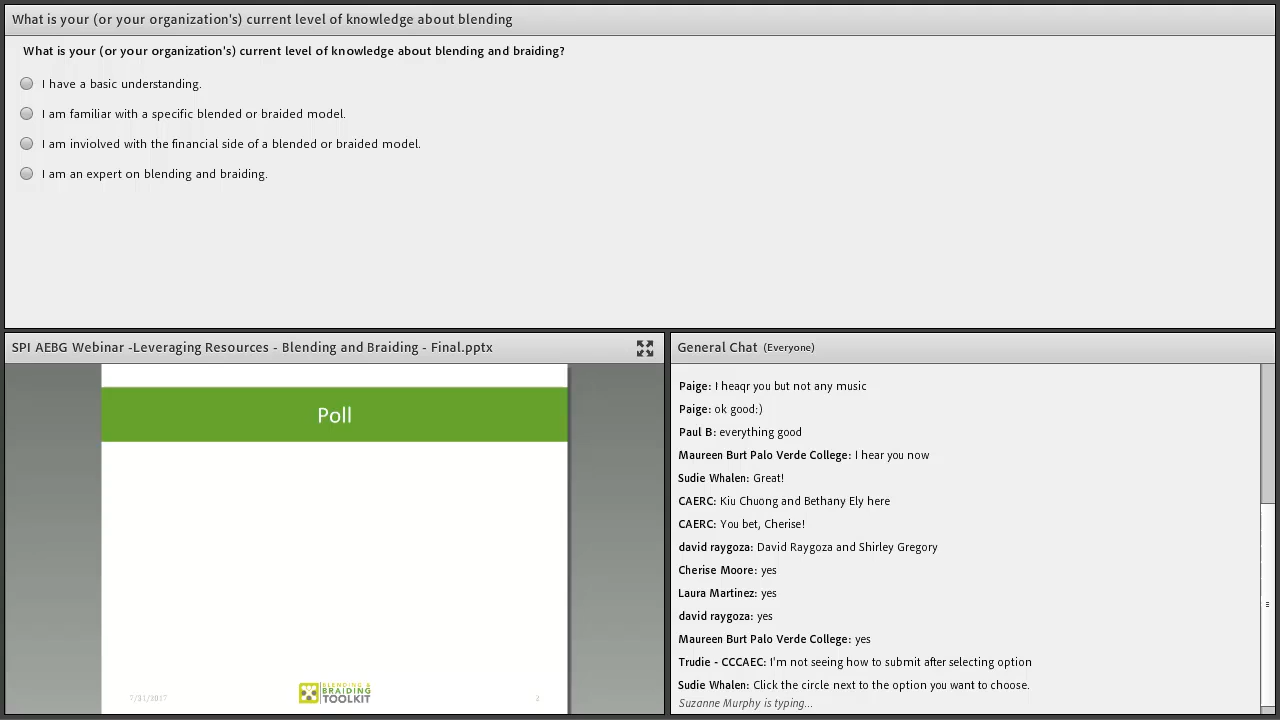 What is your (or your organization's) current level of knowledge about blending
What is your (or your organization's) current level of knowledge about blending and braiding?
I have a basic understanding.
I am familiar with a specific blended or braided model.
I am inviolved with the financial side of a blended or braided model.
I am an expert on blending and braiding.
SPI AEBG Webinar -Leveraging Resources - Blending and Braiding - Final.pptx
Poll
7/31/2017
BLENDING &
BRAIDING
TOOLKIT
2
General Chat (Everyone)
Paige: I heaqr you but not any music
Paige: ok good:)
Paul B: everything good
Maureen Burt Palo Verde College: I hear you now
Sudie Whalen: Great!
CAERC: Kiu Chuong and Bethany Ely here
CAERC: You bet, Cherise!
david raygoza: David Raygoza and Shirley Gregory
Cherise Moore: yes
Laura Martinez: yes
david raygoza: yes
Maureen Burt Palo Verde College: yes
Trudie - CCCAEC: I'm not seeing how to submit after selecting option
Sudie Whalen: Click the circle next to the option you want to choose.
Suzanne Murphy is typing...